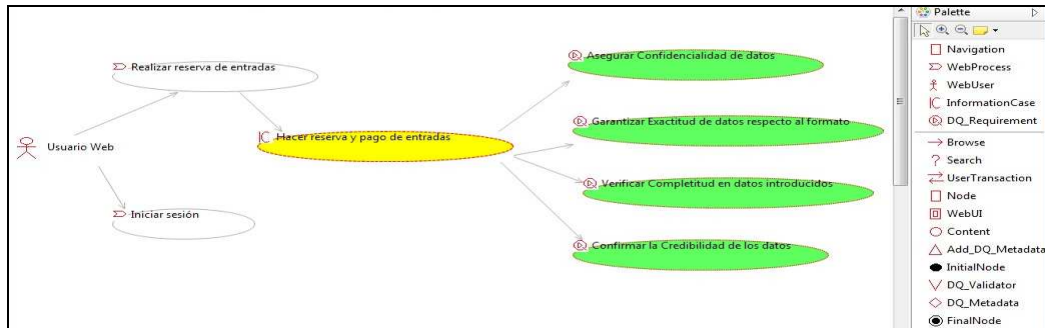 Realizar reserva de entradas
Usuario Web
Iniciar sesión
Hacer reserva y pago de entradas
Asegurar Confidencialidad de datos
Garantizar Exactitud de datos respecto al formato
Verificar Completitud en datos introducidos
Confirmar la Credibilidad de los datos
Palette
Navigation
WebProcess
WebUser
InformationCase
DQ_Requirement
Browse
Search
UserTransaction
Node
WebUI
Content
Add_DQ_Metadata
InitialNode
DQ_Validator
DQ_Metadata
FinalNode